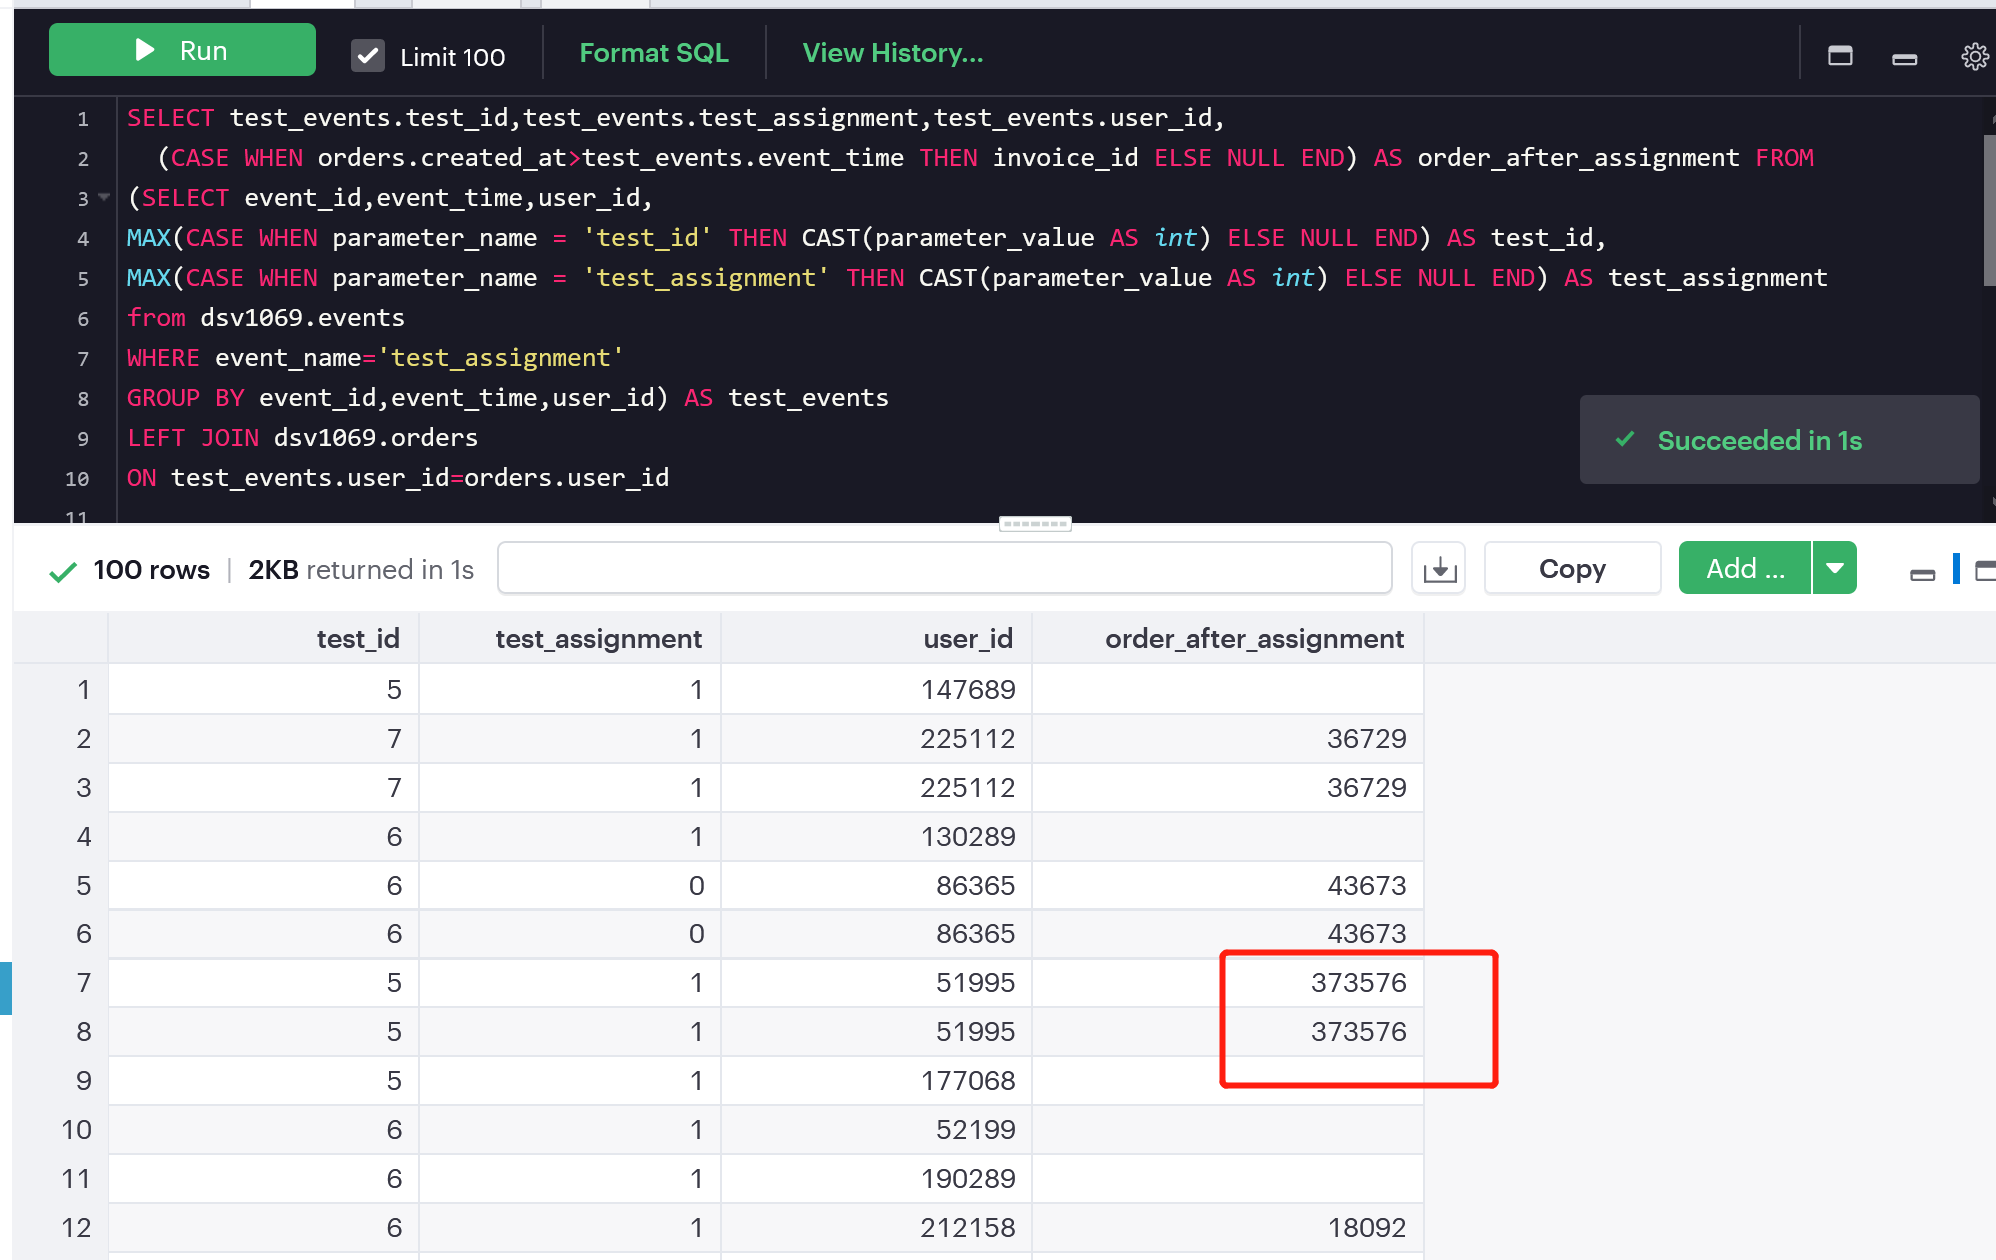 Run
Limit 100
Format SQL
View History...
1 SELECT test_events.test_id,test_events.test_assignment,test_events.user_id,
2 (CASE WHEN orders.created_at>test_events.event_time THEN invoice_id ELSE NULL END) AS order_after_assignment FROM
3 (SELECT event_id,event_time,user_id,
4 MAX(CASE WHEN parameter_name = 'test_id' THEN CAST(parameter_value AS int) ELSE NULL END) AS test_id,
5 MAX(CASE WHEN parameter_name = 'test_assignment' THEN CAST(parameter_value AS int) ELSE NULL END) AS test_assignment
6 from dsv1069.events
7 WHERE event_name='test_assignment'
8 GROUP BY event_id,event_time,user_id) AS test_events
9 LEFT JOIN dsv1069.orders
10 ON test_events.user_id=orders.user_id
11
Succeeded in 1s
100 rows | 2KB returned in 1s
Copy
Add ...
test_id test_assignment user_id order_after_assignment
1 5 1 147689
2 7 1 225112 36729
3 7 1 225112 36729
4 6 1 130289
5 6 0 86365 43673
6 6 0 86365 43673
7 5 1 51995 373576
8 5 1 51995 373576
9 5 1 177068
10 6 1 52199
11 6 1 190289
12 6 1 212158 18092